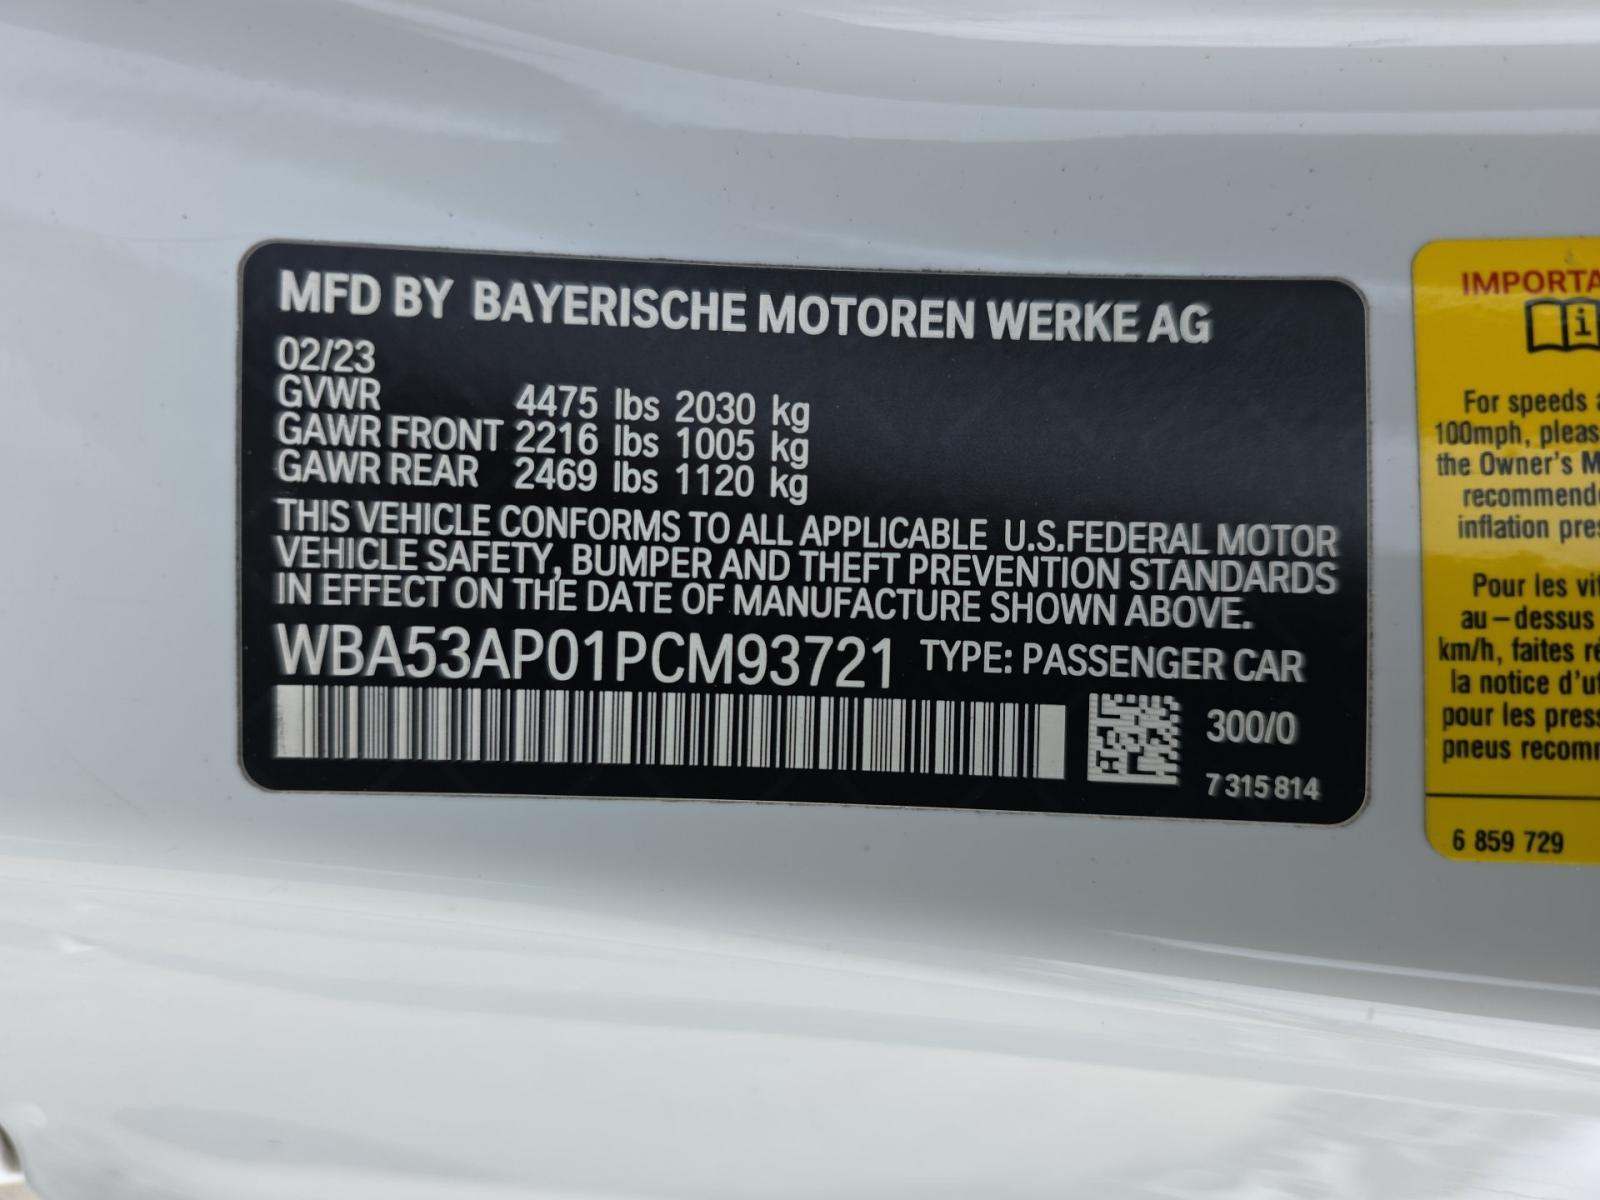 MFD BY BAYERISCHE MOTOREN WERKE AG
02/23
GVWR 4475 lbs 2030 kg
GAWR FRONT 2216 lbs 1005 kg
GAWR REAR 2469 lbs 1120 kg
THIS VEHICLE CONFORMS TO ALL APPLICABLE U.S.FEDERAL MOTOR
VEHICLE SAFETY, BUMPER AND THEFT PREVENTION STANDARDS
IN EFFECT ON THE DATE OF MANUFACTURE SHOWN ABOVE.
WBA53AP01PCM93721 TYPE: PASSENGER CAR
300/0
7 315 814
IMPORTA
For speeds
100mph, pleas
the Owner's M
recommende
inflation pres
Pour les vit
au-dessus
km/h, faites ré
la notice d'ut
pour les press
pneus recomm
6 859 729